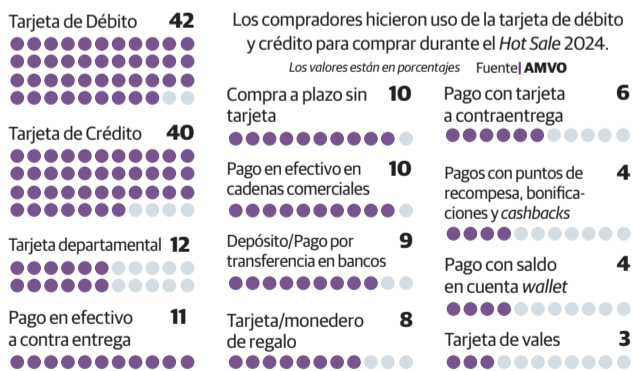 Tarjeta de Débito 42
Tarjeta de Crédito 40
Tarjeta departamental 12
Pago en efectivo 11
a contra entrega
Los compradores hicieron uso de la tarjeta de débito
y crédito para comprar durante el Hot Sale 2024.
Los valores están en porcentajes Fuente| AMVO
Compra a plazo sin 10
tarjeta
Pago en efectivo en 10
cadenas comerciales
Depósito/Pago por 9
transferencia en bancos
Tarjeta/monedero 8
de regalo
Pago con tarjeta 6
a contraentrega
Pagos con puntos de 4
recompesa, bonifica-
ciones y cashbacks
Pago con saldo 4
en cuenta wallet
Tarjeta de vales 3